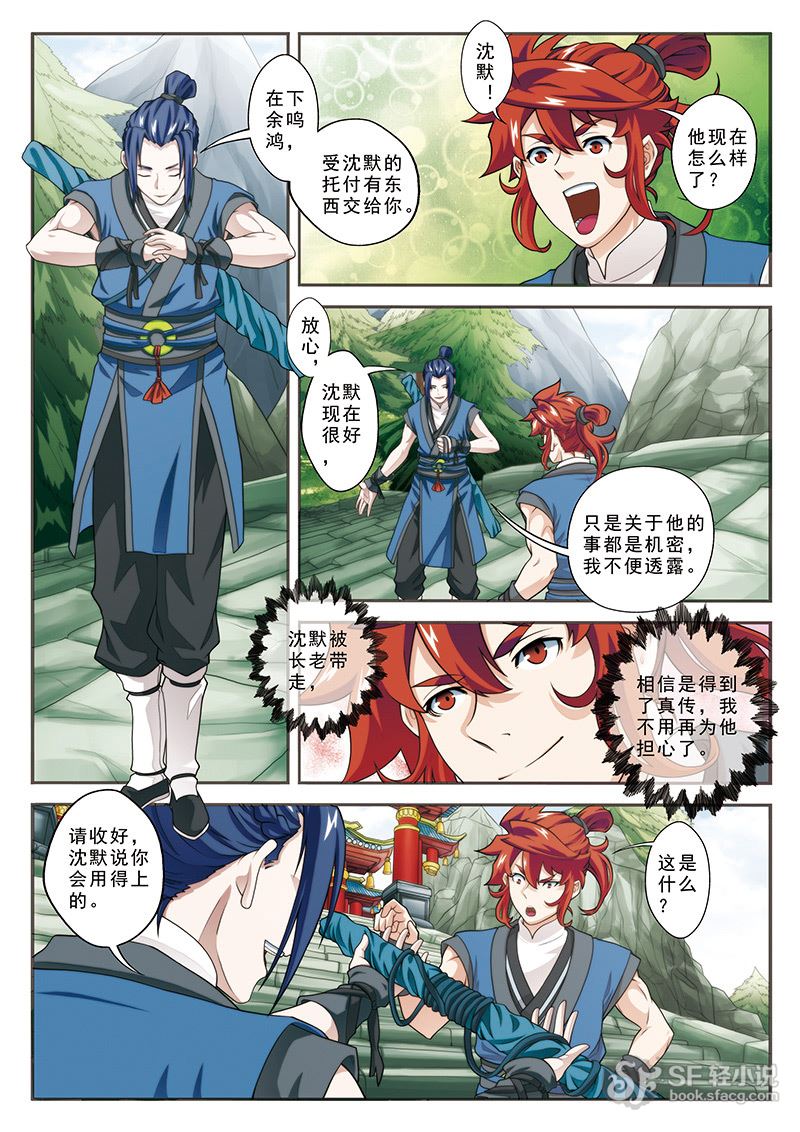 在下
余鸣
鸿，
受沈默的
托付有东
西交给你。
沈
默！
他现在
怎么样
了？
放
心，
沈默
现在
很好，
只是关于他的
事都是机密，
我不便透露。
沈默被
长老带
走，
相信是得到
了真传，我
不用再为他
担心了。
请收好，
沈默说你
会用得上
的。
这是
什么
？
SF轻小说
book.sfacg.com